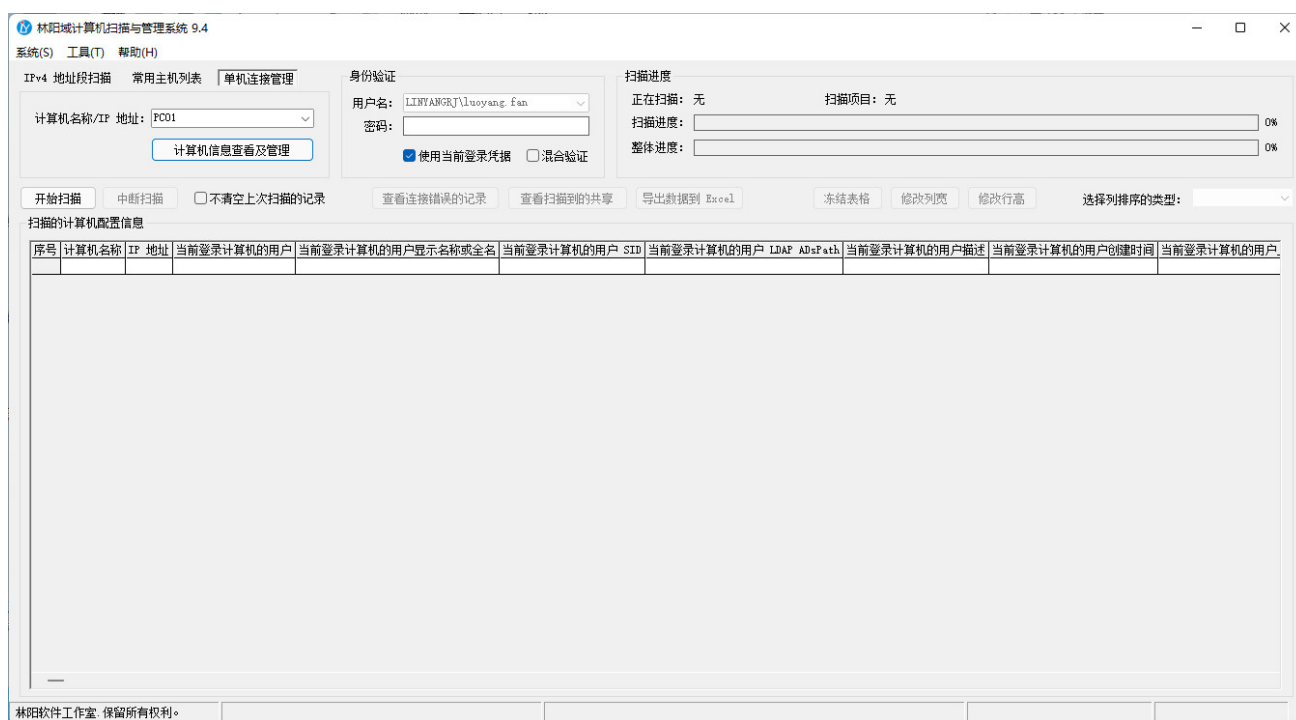 林阳域计算机扫描与管理系统 9.4
系统(S) 工具(T) 帮助(H)
IPv4 地址段扫描 常用主机列表 单机连接管理
计算机名称/IP 地址: PC01
计算机信息查看及管理
身份验证
用户名: LINYANGRJ\luoyang.fan
密码:
使用当前登录凭据 混合验证
扫描进度
正在扫描: 无 扫描项目: 无
扫描进度: 0%
整体进度: 0%
开始扫描 中断扫描 不清空上次扫描的记录 查看连接错误的记录 查看扫描到的共享 导出数据到 Excel 冻结表格 修改列宽 修改行高 选择列排序的类型:
扫描的计算机配置信息
序号 计算机名称 IP 地址 当前登录计算机的用户 当前登录计算机的用户显示名称或全名 当前登录计算机的用户 SID 当前登录计算机的用户 LDAP ADsPath 当前登录计算机的用户描述 当前登录计算机的用户创建时间 当前登录计算机的用户
林阳软件工作室.保留所有权利。